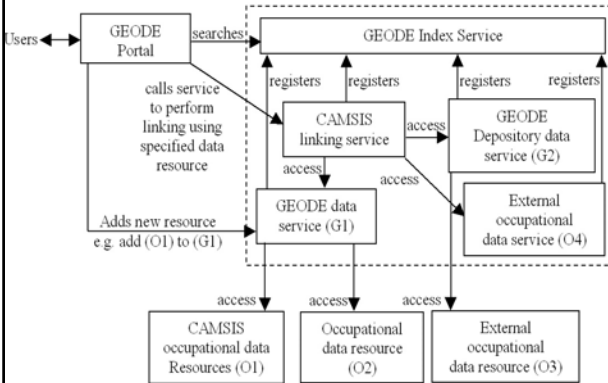 Users
GEODE
Portal
searches
GEODE Index Service
calls service
to perform
linking using
specified data
resource
registers
registers
registers
registers
CAMSIS
linking service
access
GEODE
Depository data
service (G2)
access
access
Adds new resource
e.g. add (O1) to (G1)
GEODE data
service (G1)
External
occupational
data service (O4)
access
access
access
CAMSIS
occupational data
Resources (O1)
Occupational
data resource
(O2)
External
occupational
data resource (O3)